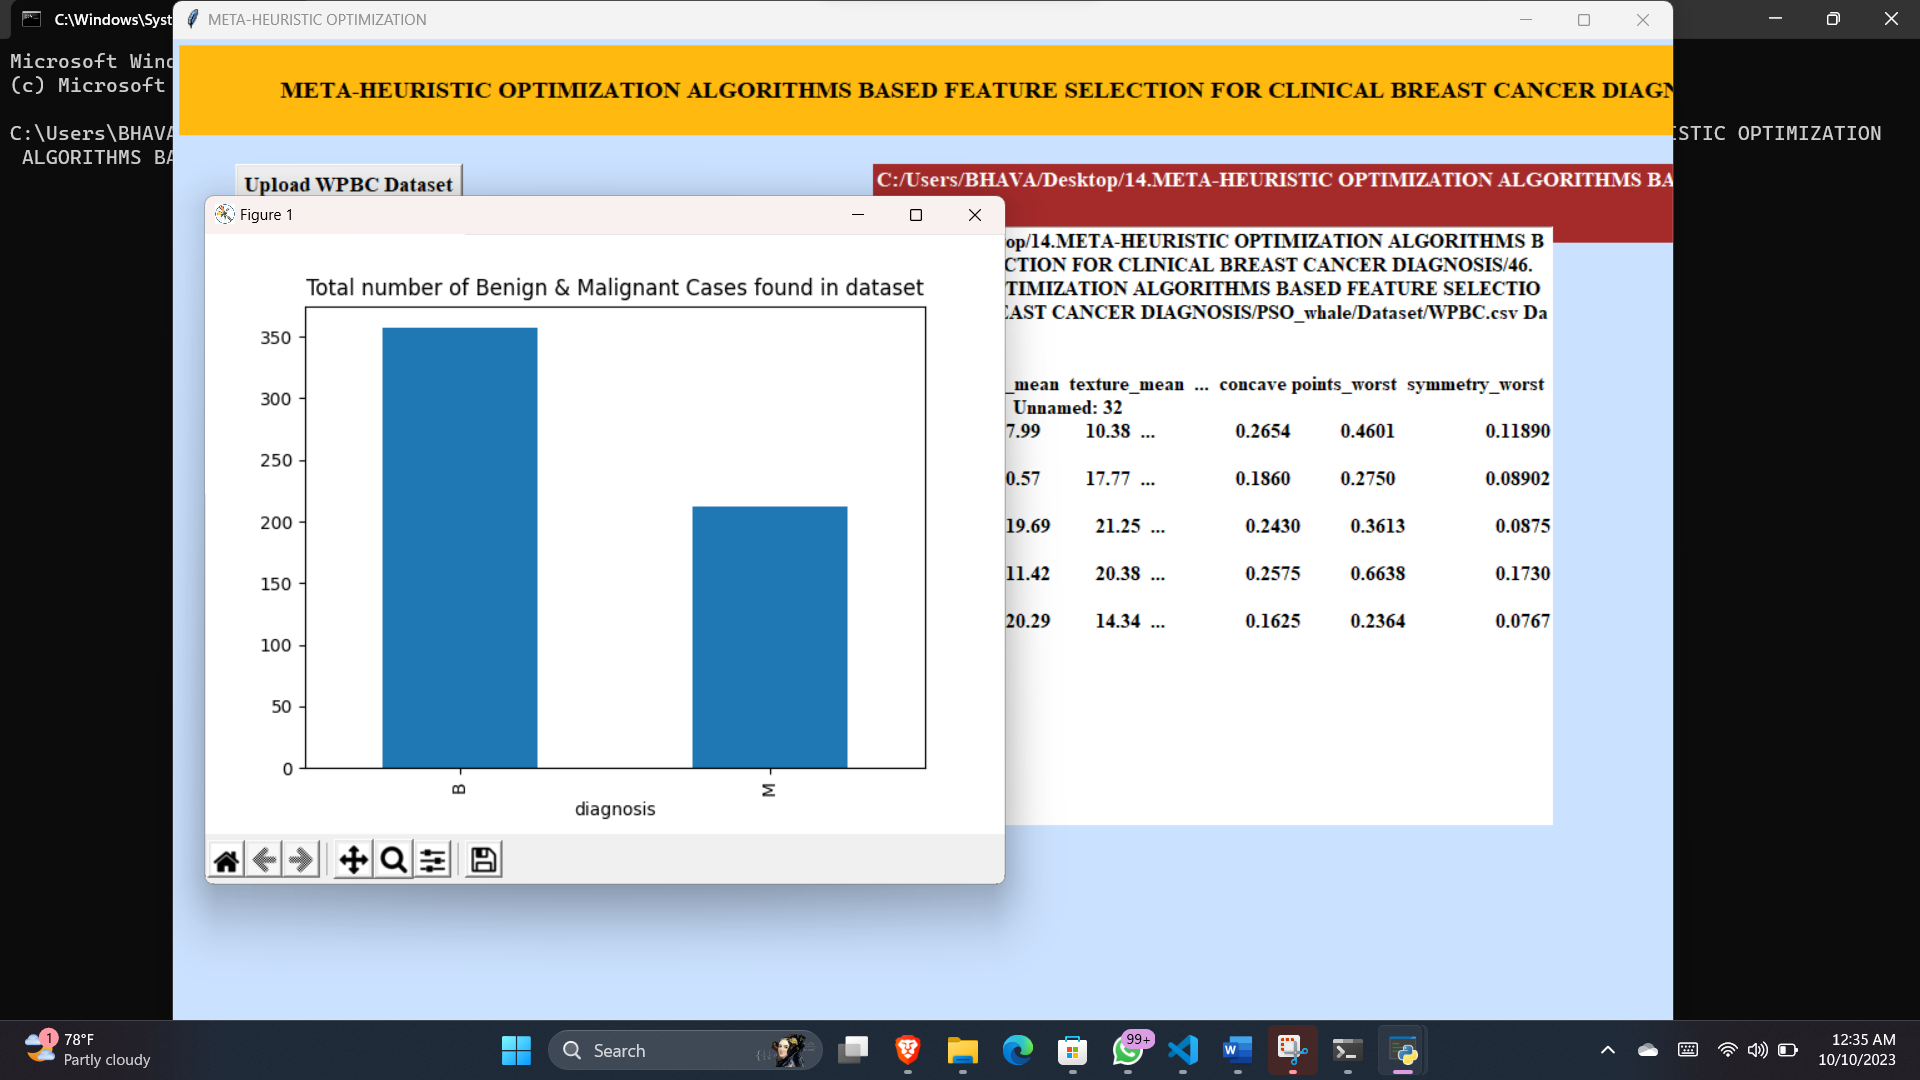 C:\Windows\Syst
META-HEURISTIC OPTIMIZATION
Microsoft Wind
(c) Microsoft
META-HEURISTIC OPTIMIZATION ALGORITHMS BASED FEATURE SELECTION FOR CLINICAL BREAST CANCER DIAGN
C:\Users\BHAVA
ISTIC OPTIMIZATION
ALGORITHMS BA
Upload WPBC Dataset
C:/Users/BHAVA/Desktop/14.META-HEURISTIC OPTIMIZATION ALGORITHMS BA
Figure 1
op/14.META-HEURISTIC OPTIMIZATION ALGORITHMS B
CTION FOR CLINICAL BREAST CANCER DIAGNOSIS/46.
TIMIZATION ALGORITHMS BASED FEATURE SELECTIO
EAST CANCER DIAGNOSIS/PSO_whale/Dataset/WPBC.csv Da
_mean texture_mean ... concave points_worst symmetry_worst
Unnamed: 32
7.99 10.38 ... 0.2654 0.4601 0.11890
0.57 17.77 ... 0.1860 0.2750 0.08902
19.69 21.25 ... 0.2430 0.3613 0.0875
11.42 20.38 ... 0.2575 0.6638 0.1730
20.29 14.34 ... 0.1625 0.2364 0.0767
Total number of Benign & Malignant Cases found in dataset
350
300
250
200
150
100
50
0
B
M
diagnosis
1
78°F
Partly cloudy
Search
99+
12:35 AM
10/10/2023